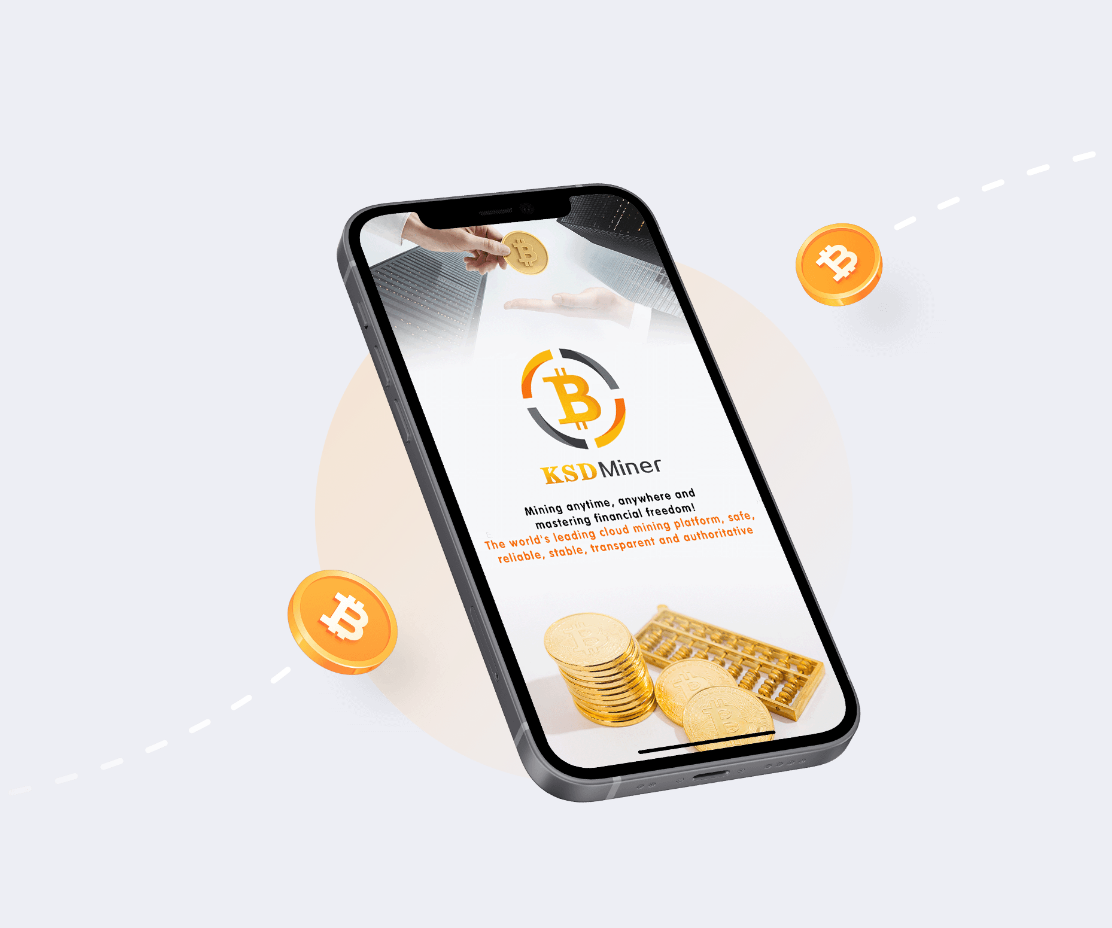 KSDMiner
Mining anytime, anywhere and
mastering financial freedom!
The world's leading cloud mining platform, safe,
reliable, stable, transparent and authoritative